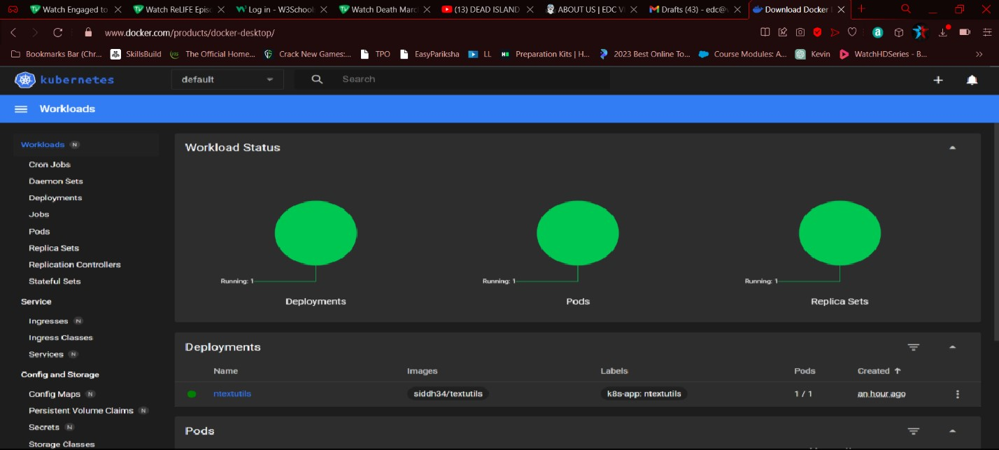 Watch Engaged to
Watch ReLIFE Epis
Log in - W3School
Watch Death Marc
(13) DEAD ISLAND
ABOUT US | EDC V
Drafts (43) - edc@v
Download Docker
www.docker.com/products/docker-desktop/
Bookmarks Bar (Chr...
SkillsBuild
The Official Home...
Crack New Games:...
TPO
EasyPariksha
LL
Preparation Kits | H...
2023 Best Online To...
Course Modules: A...
Kevin
WatchHDSeries - B...
kubernetes
default
Search
Workloads
Workloads N
Cron Jobs
Daemon Sets
Deployments
Jobs
Pods
Replica Sets
Replication Controllers
Stateful Sets
Service
Ingresses N
Ingress Classes
Services N
Config and Storage
Config Maps N
Persistent Volume Claims N
Secrets N
Storage Classes
Workload Status
Running: 1
Deployments
Running: 1
Pods
Running: 1
Replica Sets
Deployments
Name Images Labels Pods Created
ntextutils siddh34/textutils k8s-app: ntextutils 1 / 1 an hour ago
Pods